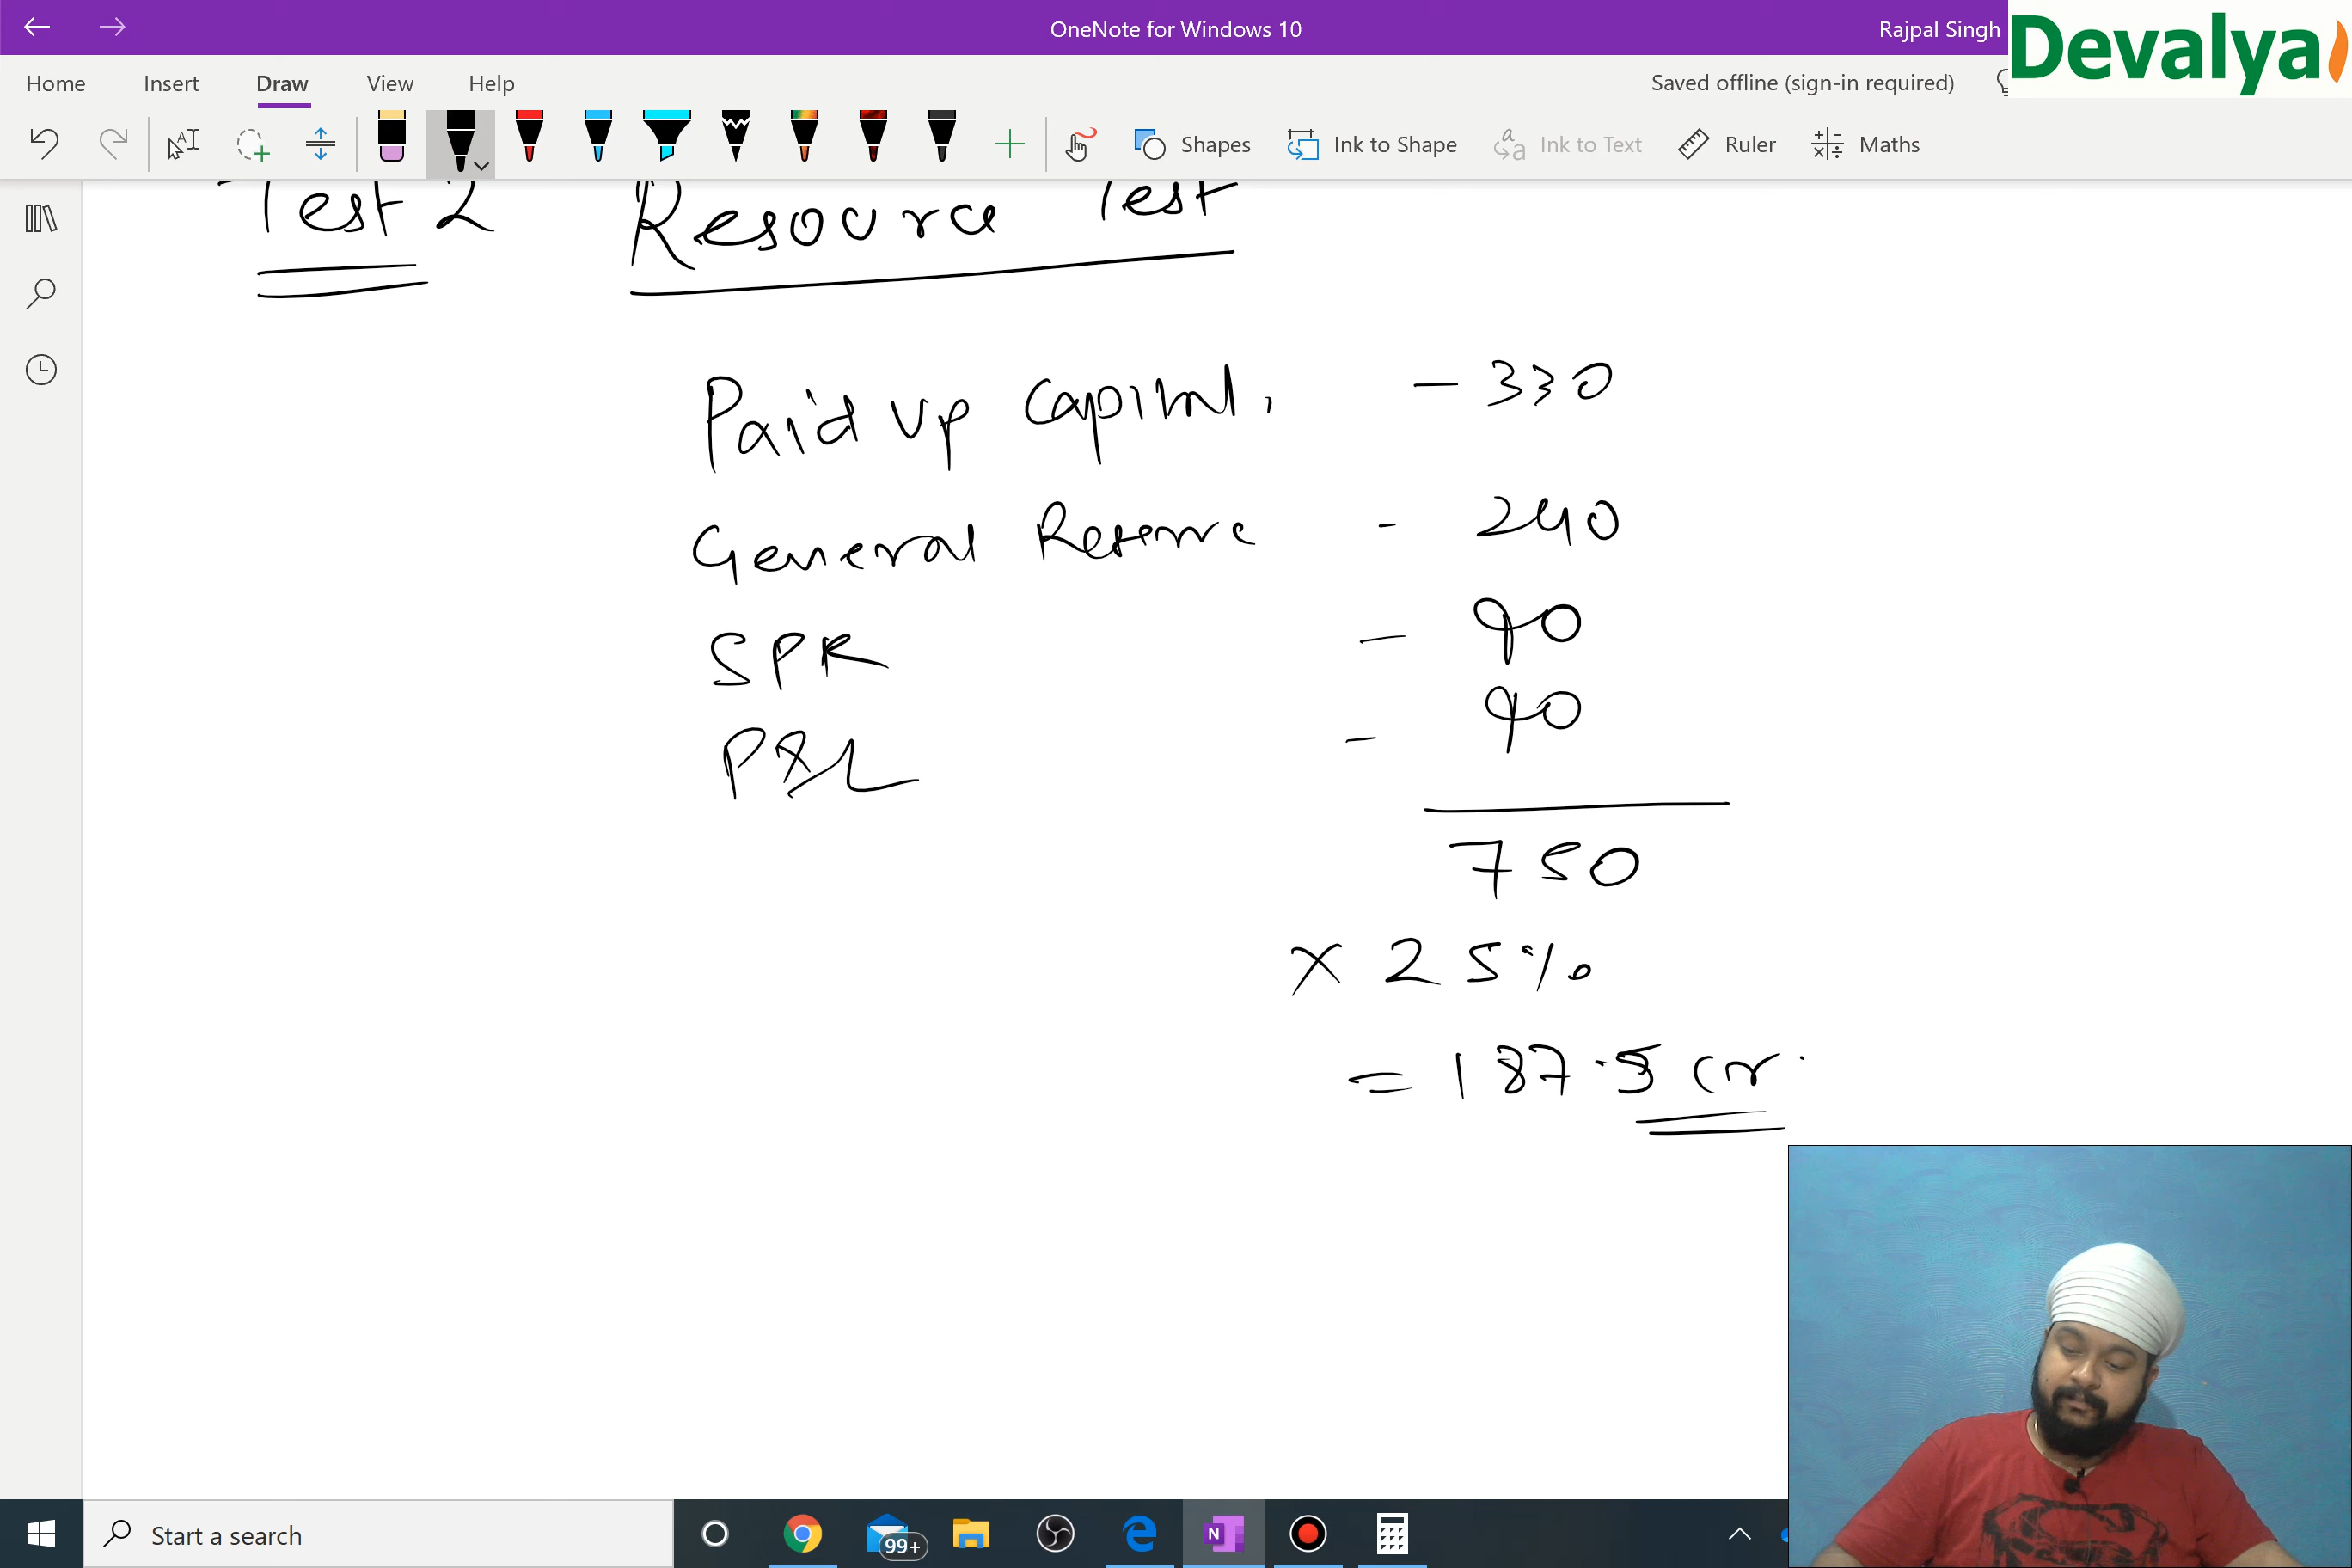 OneNote for Windows 10
Rajpal Singh
Devalya
Home Insert Draw View Help
Saved offline (sign-in required)
Shapes Ink to Shape Ink to Text Ruler Maths
Test 2 Resource Test
Paid up Capital. - 330
General Reserve - 240
SPR - 90
P&L - 90
750
x 25%
= 187.5 cr.
Start a search
99+